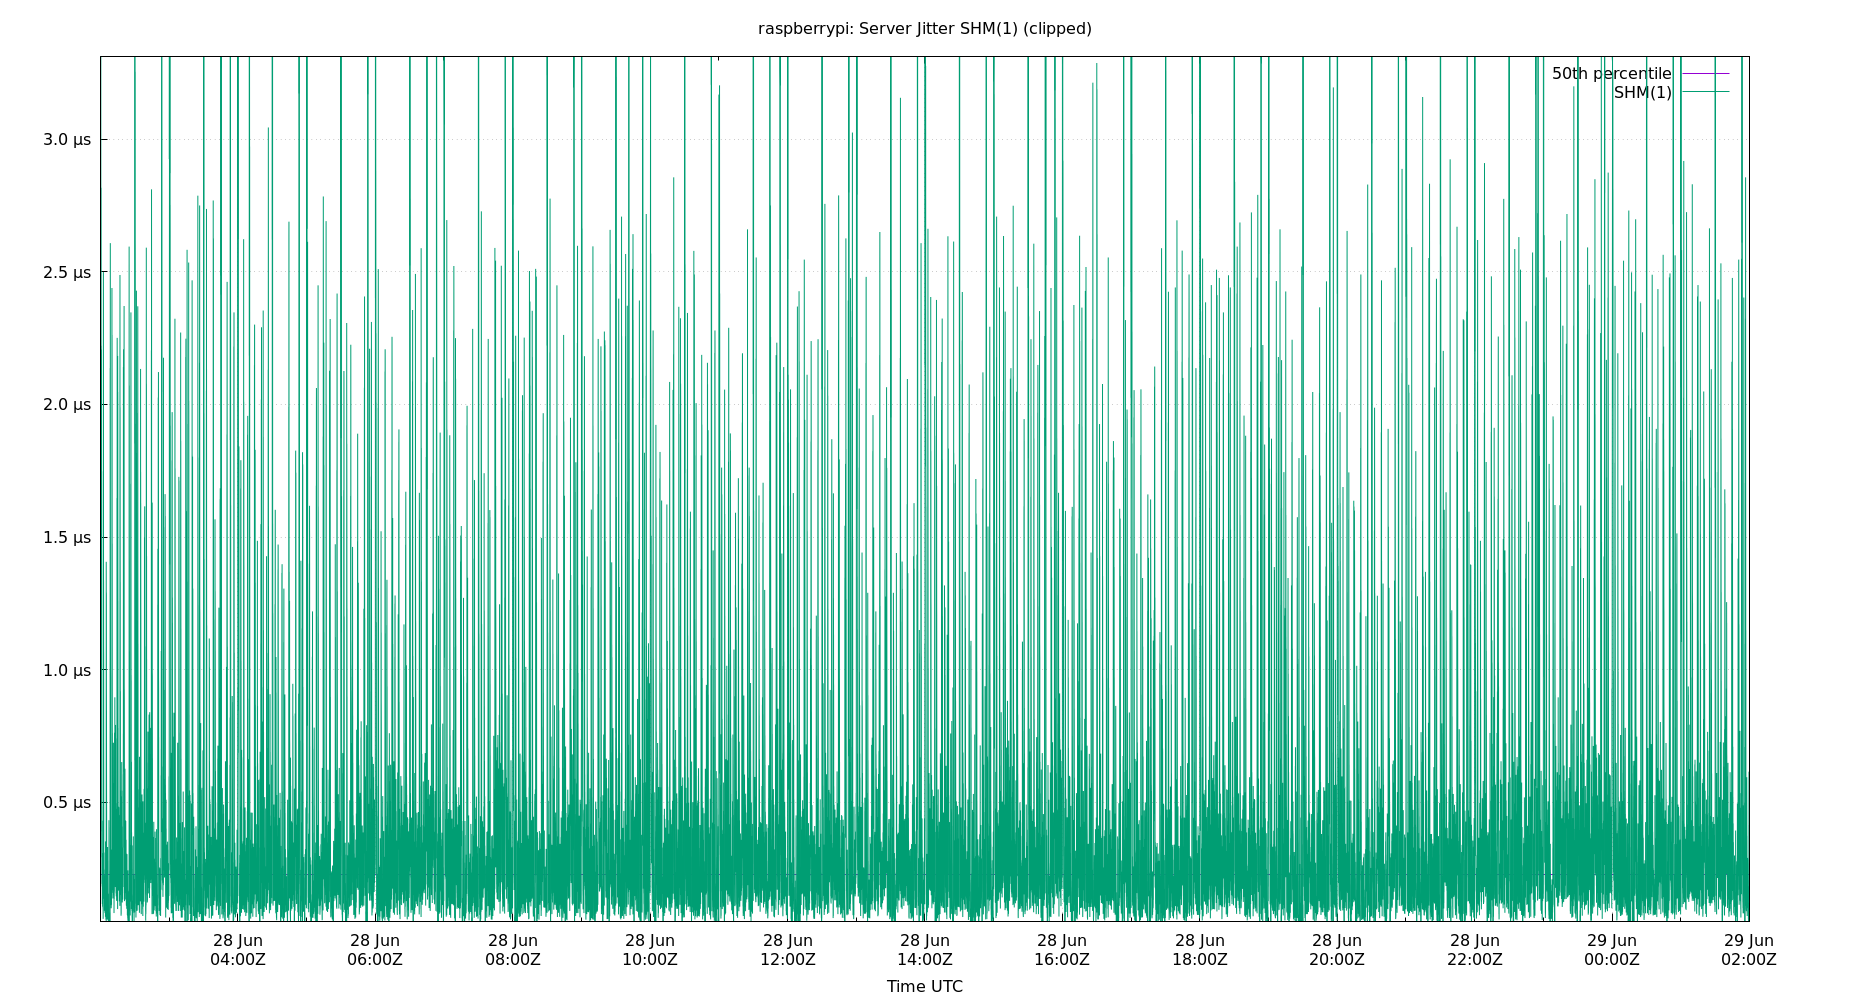 raspberrypi: Server Jitter SHM(1) (clipped)
50th percentile
SHM(1)
3.0 µs
2.5 µs
2.0 µs
1.5 µs
1.0 µs
0.5 µs
28 Jun 28 Jun 28 Jun 28 Jun 28 Jun 28 Jun 28 Jun 28 Jun 28 Jun 28 Jun 29 Jun 29 Jun
04:00Z 06:00Z 08:00Z 10:00Z 12:00Z 14:00Z 16:00Z 18:00Z 20:00Z 22:00Z 00:00Z 02:00Z
Time UTC